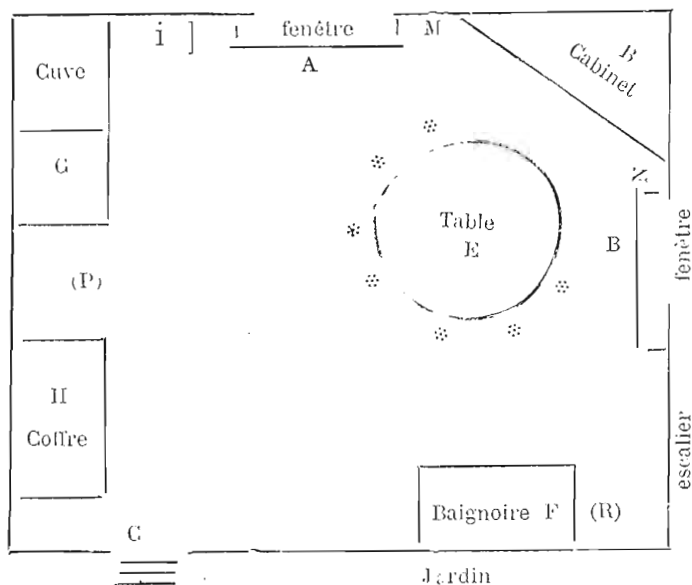 fenêtre
i ]
M
A
B
Cabinet
Cuve
G
Table
E
B
fenêtre
(P)
H
Coffre
escalier
Baignoire F (R)
C
Jardin